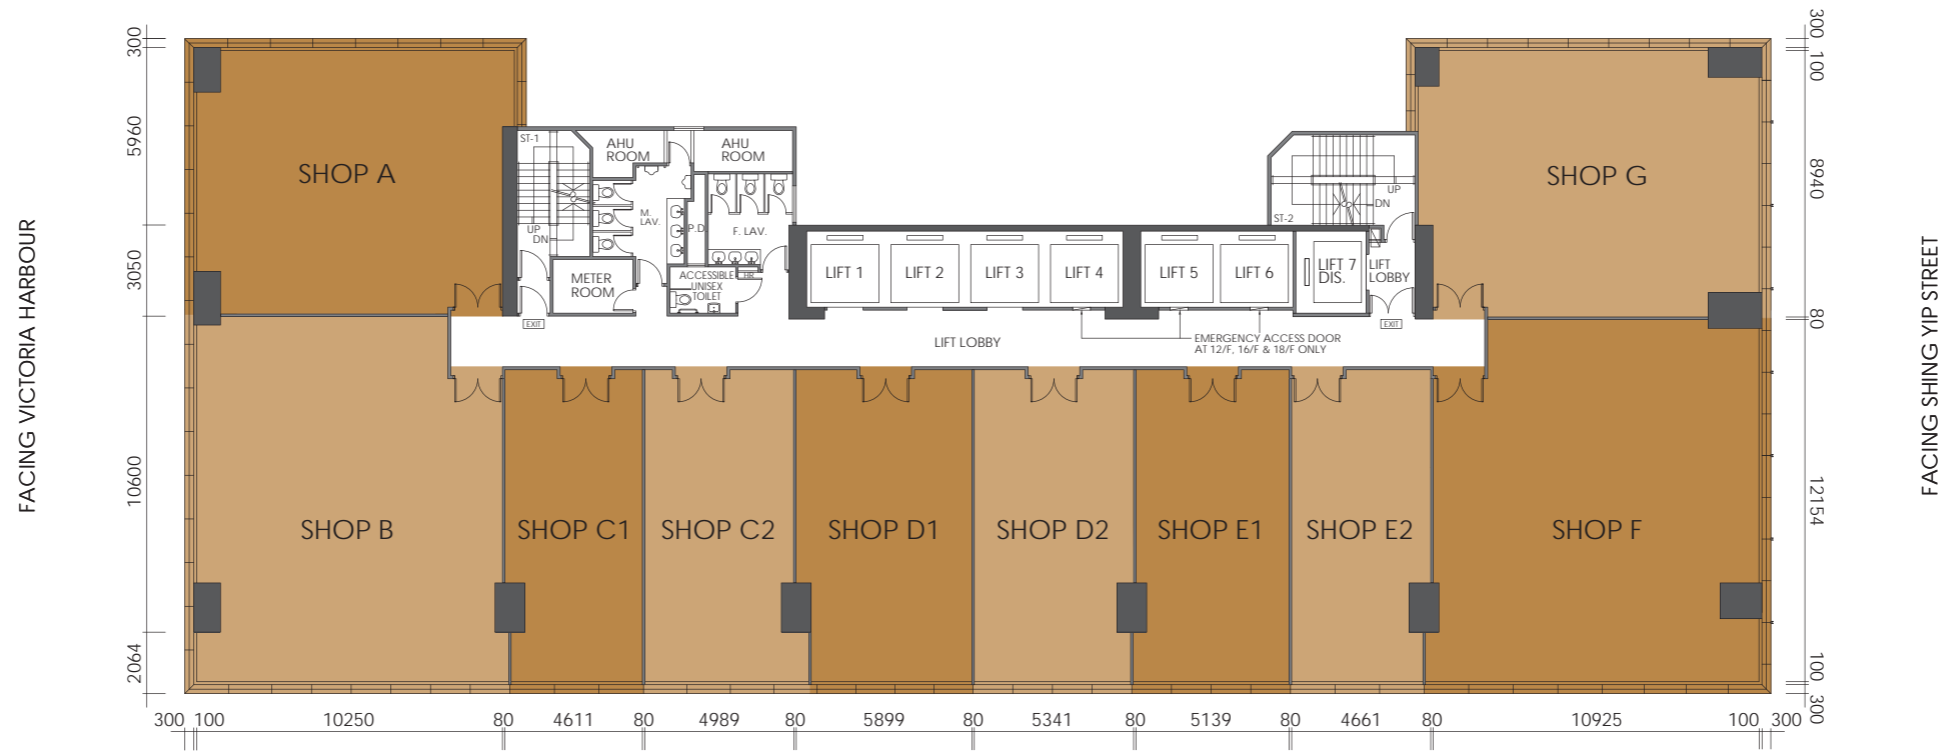 300
5960
3050
10600
2064
FACING VICTORIA HARBOUR
SHOP A
ST-1
UP
DN
AHU
ROOM
AHU
ROOM
M.
LAV.
P.D.
F. LAV.
METER
ROOM
ACCESSIBLE
UNISEX
TOILET
HR
EXIT
LIFT 1
LIFT 2
LIFT 3
LIFT 4
LIFT 5
LIFT 6
LIFT 7
DIS.
LIFT
LOBBY
ST-2
UP
DN
EXIT
SHOP G
LIFT LOBBY
EMERGENCY ACCESS DOOR
AT 12/F, 16/F & 18/F ONLY
SHOP B
SHOP C1
SHOP C2
SHOP D1
SHOP D2
SHOP E1
SHOP E2
SHOP F
300
100
8940
80
12154
100
300
FACING SHING YIP STREET
300 100 10250 80 4611 80 4989 80 5899 80 5341 80 5139 80 4661 80 10925 100 300